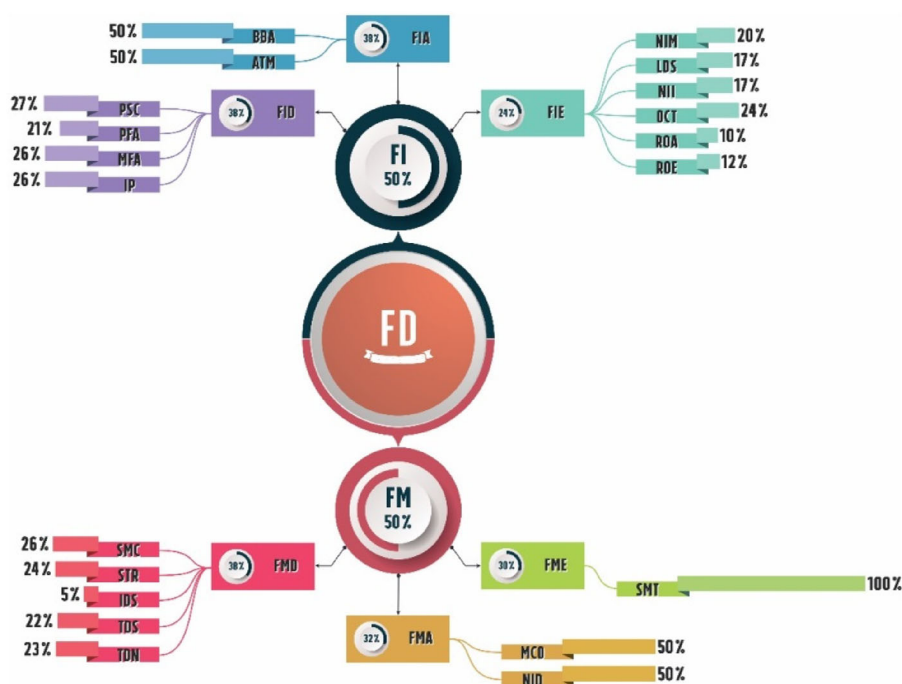 50%
BBA
38%
FIA
50%
ATM
20%
NIM
17%
LDS
17%
NII
24%
OCT
10%
ROA
12%
ROE
24%
FIE
27%
PSC
21%
PFA
26%
MFA
26%
IP
38%
FID
FI
50%
FD
FM
50%
26%
SMC
24%
STR
5%
IDS
22%
TDS
23%
TDN
38%
FMD
30%
FME
SMT
100%
32%
FMA
MCO
50%
NID
50%